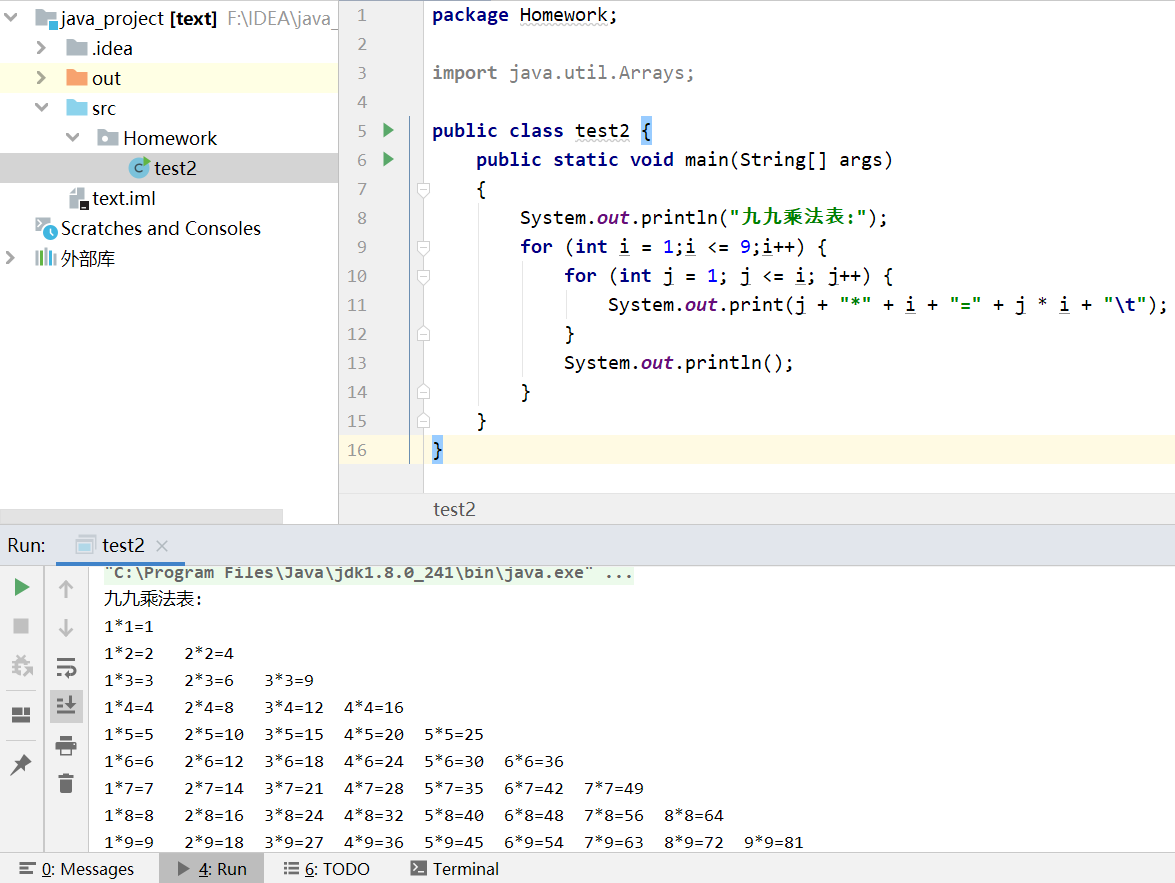 java_project [text] F:\IDEA\java_
.idea
out
src
Homework
test2
text.iml
Scratches and Consoles
外部库
1 package Homework;
2
3 import java.util.Arrays;
4
5 public class test2 {
6 public static void main(String[] args)
7 {
8 System.out.println("九九乘法表:");
9 for (int i = 1;i <= 9;i++) {
10 for (int j = 1; j <= i; j++) {
11 System.out.print(j + "*" + i + "=" + j * i + "\t");
12 }
13 System.out.println();
14 }
15 }
16 }
test2
Run: test2
"C:\Program Files\Java\jdk1.8.0_241\bin\java.exe" ...
九九乘法表:
1*1=1
1*2=2 2*2=4
1*3=3 2*3=6 3*3=9
1*4=4 2*4=8 3*4=12 4*4=16
1*5=5 2*5=10 3*5=15 4*5=20 5*5=25
1*6=6 2*6=12 3*6=18 4*6=24 5*6=30 6*6=36
1*7=7 2*7=14 3*7=21 4*7=28 5*7=35 6*7=42 7*7=49
1*8=8 2*8=16 3*8=24 4*8=32 5*8=40 6*8=48 7*8=56 8*8=64
1*9=9 2*9=18 3*9=27 4*9=36 5*9=45 6*9=54 7*9=63 8*9=72 9*9=81
0: Messages 4: Run 6: TODO Terminal